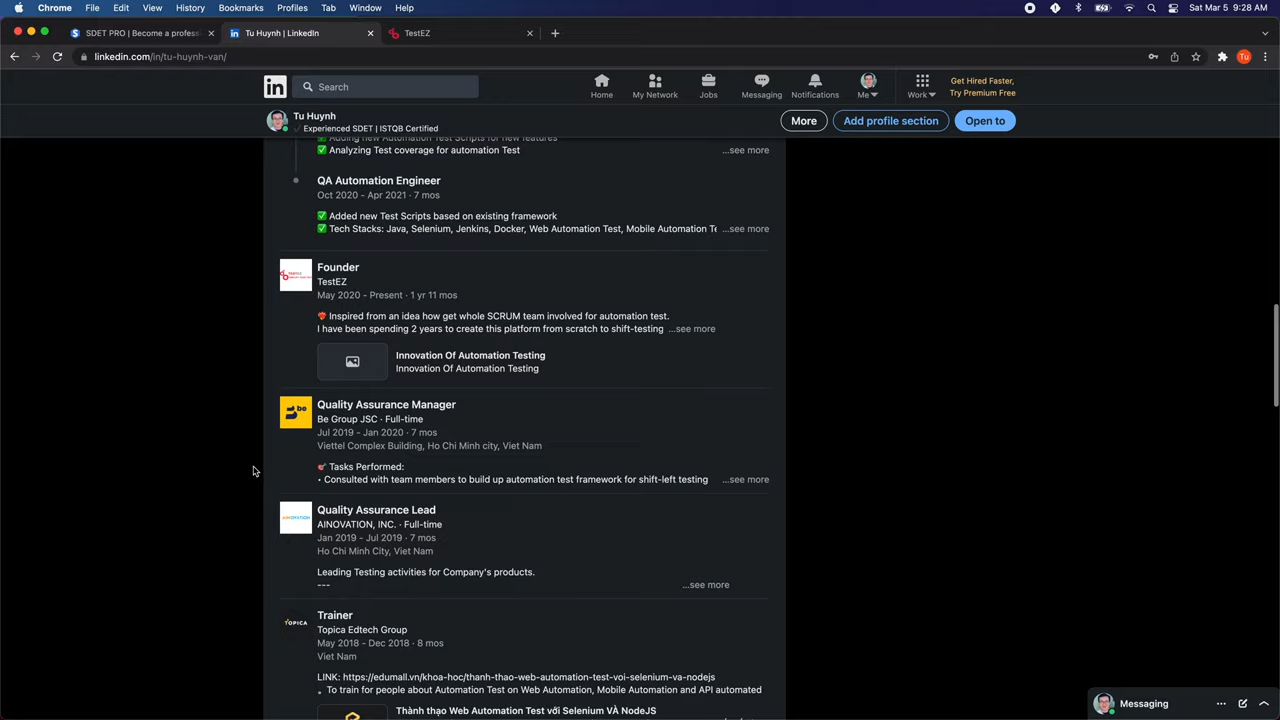 Chrome File Edit View History Bookmarks Profiles Tab Window Help
Sat Mar 5 9:28 AM
SDET PRO | Become a profess
Tu Huynh | LinkedIn
TestEZ
linkedin.com/in/tu-huynh-van/
Tu
in
Search
Home
My Network
Jobs
Messaging
Notifications
Me
Work
Get Hired Faster,
Try Premium Free
Tu Huynh
Experienced SDET | ISTQB Certified
More
Add profile section
Open to
Adding new Automation Test Scripts for new features
✅ Analyzing Test coverage for automation Test
...see more
QA Automation Engineer
Oct 2020 - Apr 2021 · 7 mos
✅ Added new Test Scripts based on existing framework
✅ Tech Stacks: Java, Selenium, Jenkins, Docker, Web Automation Test, Mobile Automation Te ...see more
Founder
TestEZ
May 2020 - Present · 1 yr 11 mos
Inspired from an idea how get whole SCRUM team involved for automation test.
I have been spending 2 years to create this platform from scratch to shift-testing ...see more
Innovation Of Automation Testing
Innovation Of Automation Testing
be
Quality Assurance Manager
Be Group JSC · Full-time
Jul 2019 - Jan 2020 · 7 mos
Viettel Complex Building, Ho Chi Minh city, Viet Nam
🎯 Tasks Performed:
• Consulted with team members to build up automation test framework for shift-left testing ...see more
AINOVATION
Quality Assurance Lead
AINOVATION, INC. · Full-time
Jan 2019 - Jul 2019 · 7 mos
Ho Chi Minh City, Viet Nam
Leading Testing activities for Company's products.
---
...see more
TOPICA
Trainer
Topica Edtech Group
May 2018 - Dec 2018 · 8 mos
Viet Nam
LINK: https://edumall.vn/khoa-hoc/thanh-thao-web-automation-test-voi-selenium-va-nodejs
• To train for people about Automation Test on Web Automation, Mobile Automation and API automated
Thành thạo Web Automation Test với Selenium VÀ NodeJS
Messaging